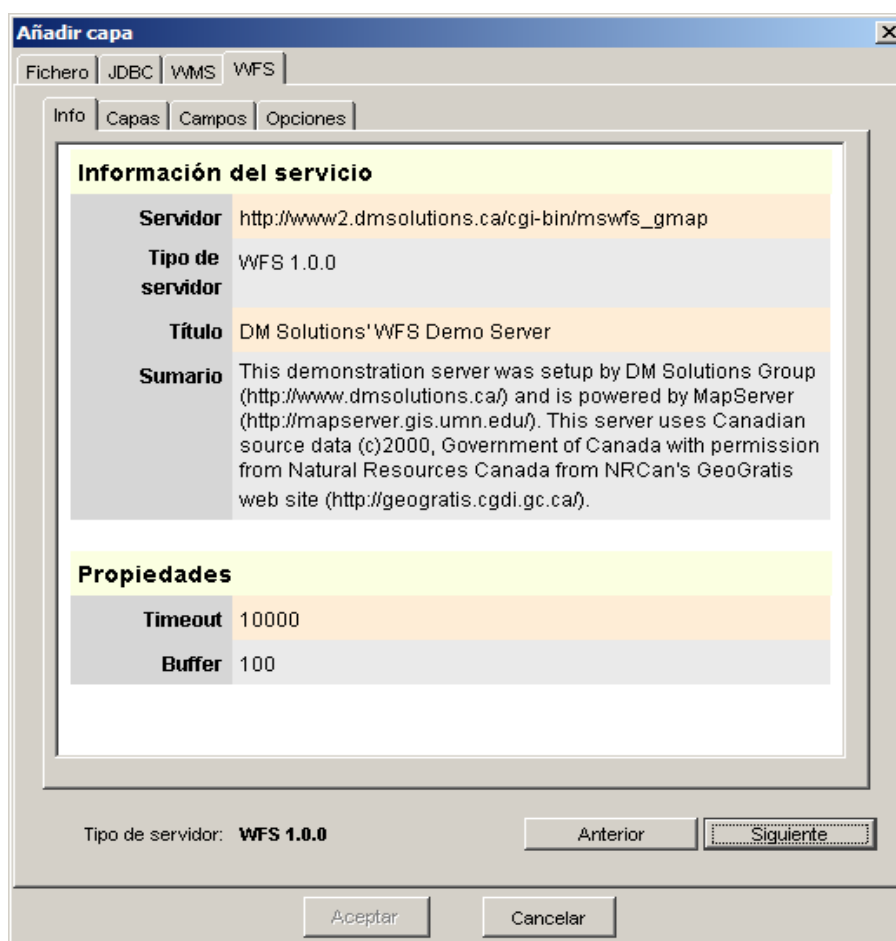 Añadir capa
Fichero JDBC WMS WFS
Info Capas Campos Opciones
Información del servicio
Servidor http://www2.dmsolutions.ca/cgi-bin/mswfs_gmap
Tipo de servidor WFS 1.0.0
Título DM Solutions' WFS Demo Server
Sumario This demonstration server was setup by DM Solutions Group
(http://www.dmsolutions.ca/) and is powered by MapServer
(http://mapserver.gis.umn.edu/). This server uses Canadian
source data (c)2000, Government of Canada with permission
from Natural Resources Canada from NRCan's GeoGratis
web site (http://geogratis.cgdi.gc.ca/).
Propiedades
Timeout 10000
Buffer 100
Tipo de servidor: WFS 1.0.0 Anterior Siguiente
Aceptar Cancelar